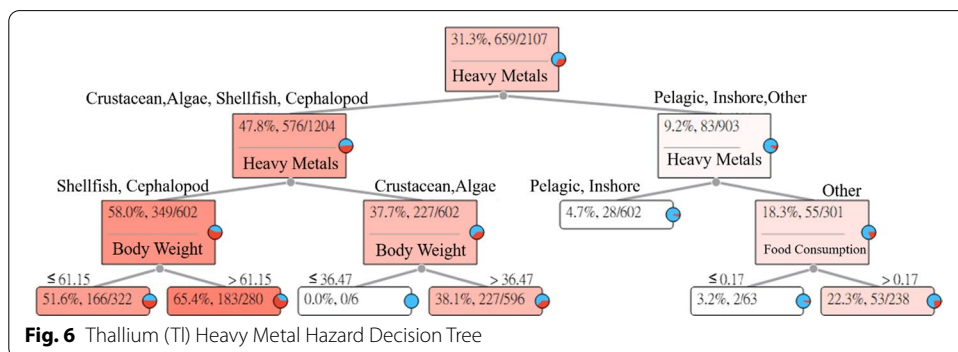 31.3%, 659/2107
Heavy Metals
Crustacean,Algae, Shellfish, Cephalopod
Pelagic, Inshore,Other
47.8%, 576/1204
Heavy Metals
9.2%, 83/903
Heavy Metals
Shellfish, Cephalopod
Crustacean,Algae
Pelagic, Inshore
Other
58.0%, 349/602
Body Weight
37.7%, 227/602
Body Weight
4.7%, 28/602
18.3%, 55/301
Food Consumption
≤61.15
> 61.15
≤36.47
> 36.47
≤0.17
> 0.17
51.6%, 166/322
65.4%, 183/280
0.0%, 0/6
38.1%, 227/596
3.2%, 2/63
22.3%, 53/238
Fig. 6 Thallium (Tl) Heavy Metal Hazard Decision Tree